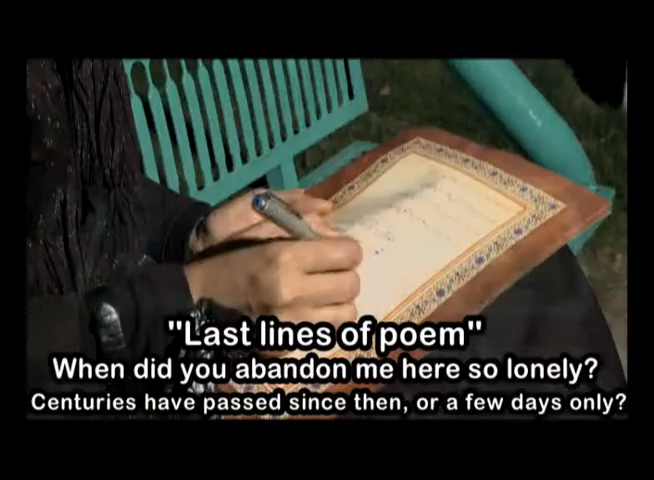 "Last lines of poem"
When did you abandon me here so lonely?
Centuries have passed since then, or a few days only?